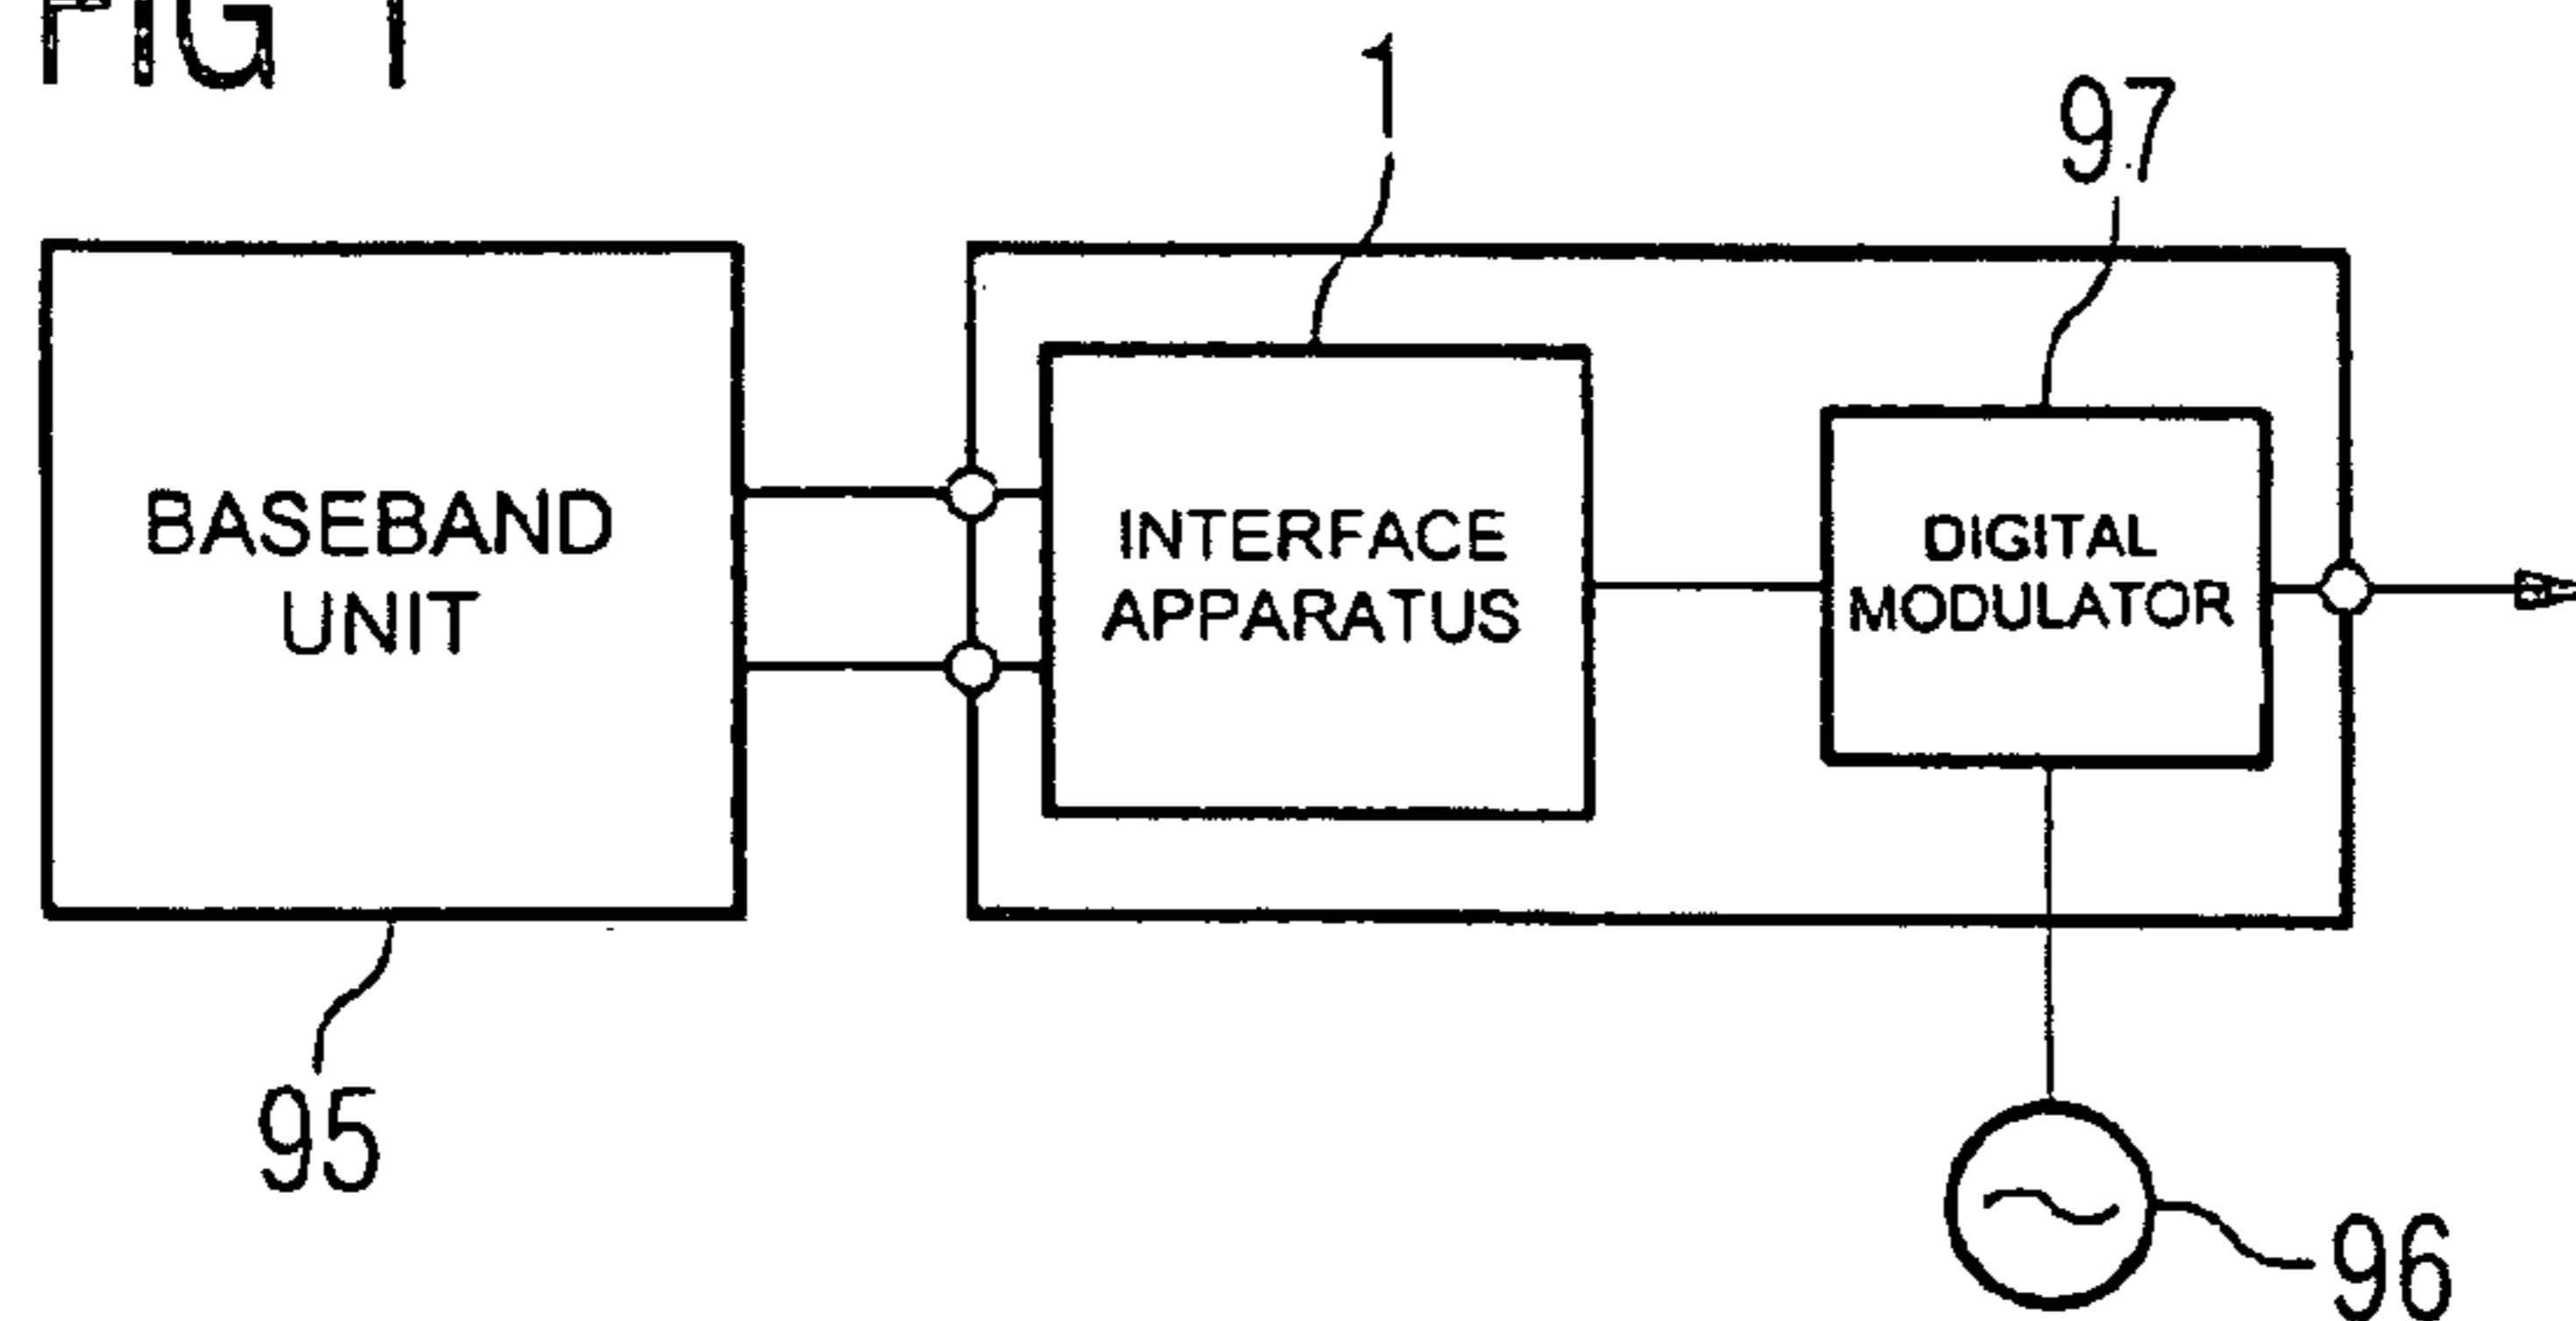 FIG 1
1
97
BASEBAND
UNIT
INTERFACE
APPARATUS
DIGITAL
MODULATOR
95
96